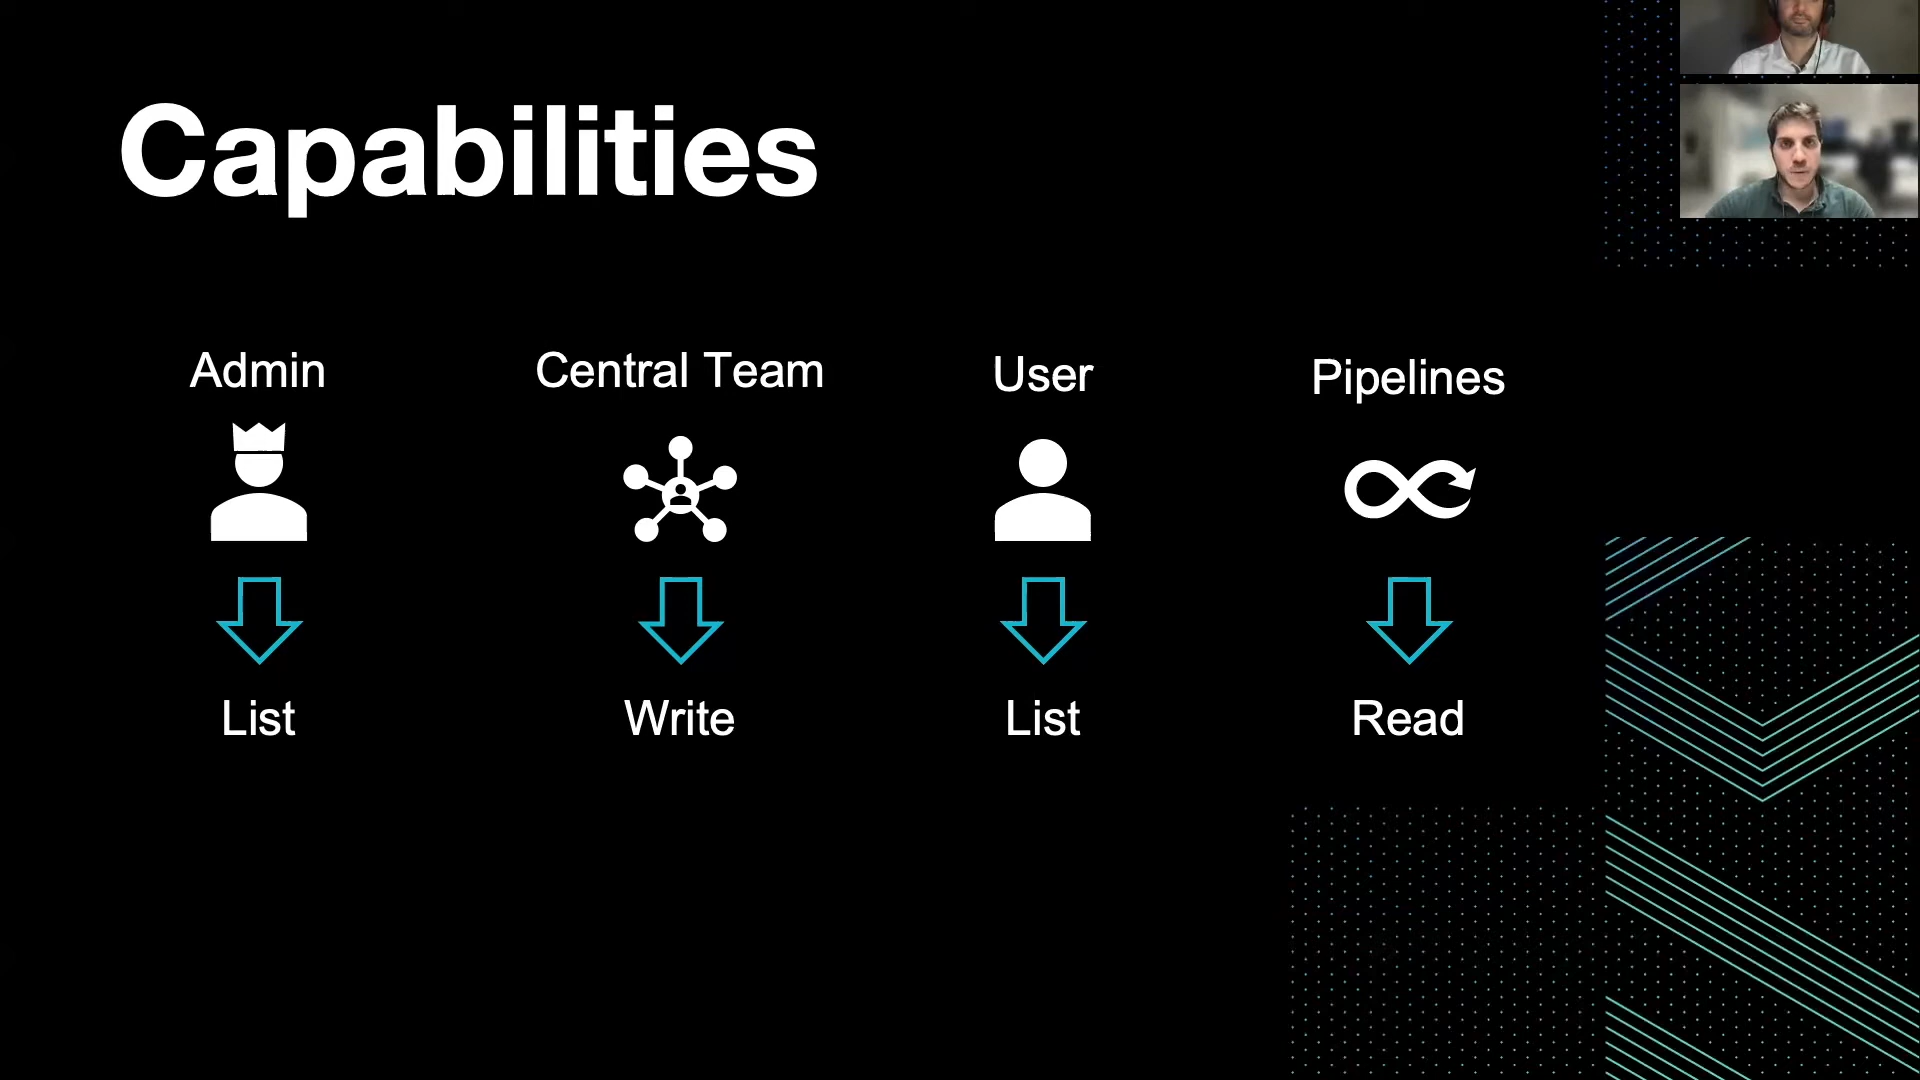 Capabilities
Admin
Central Team
User
Pipelines
List
Write
List
Read